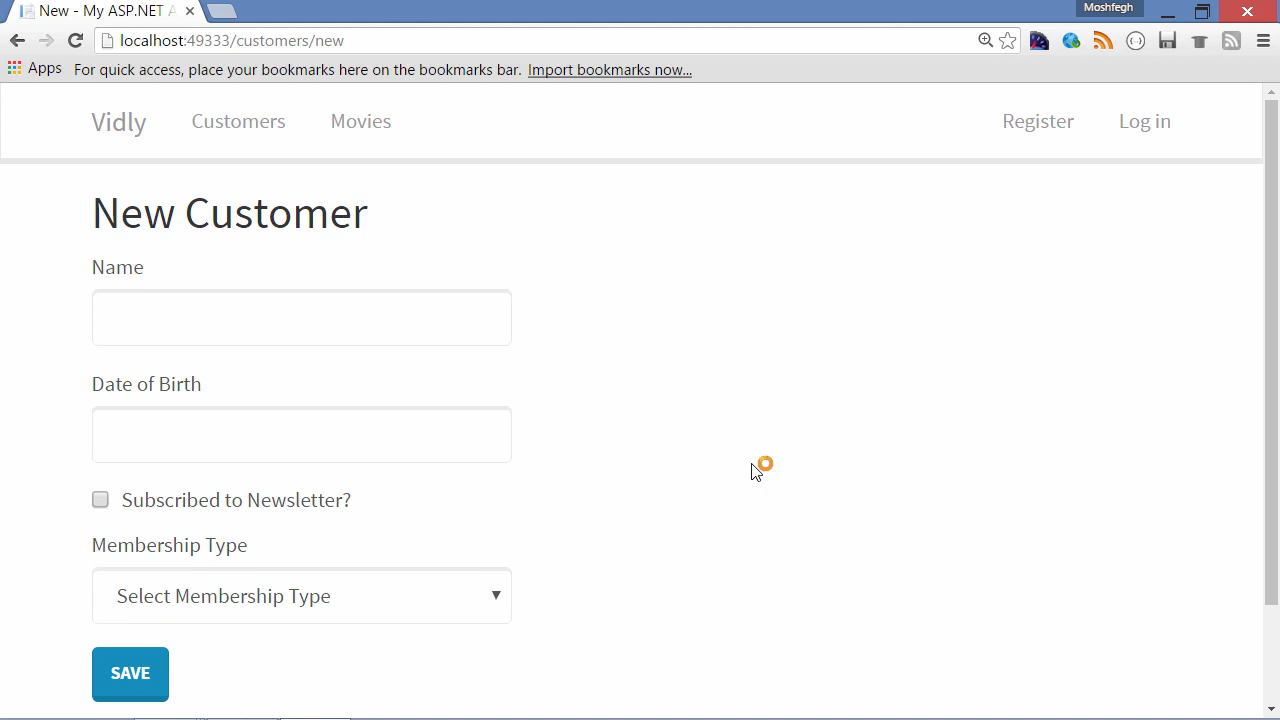 New - My ASP.NET A
Moshfegh
localhost:49333/customers/new
Apps For quick access, place your bookmarks here on the bookmarks bar. Import bookmarks now...
Vidly Customers Movies Register Log in
New Customer
Name
Date of Birth
Subscribed to Newsletter?
Membership Type
Select Membership Type
SAVE